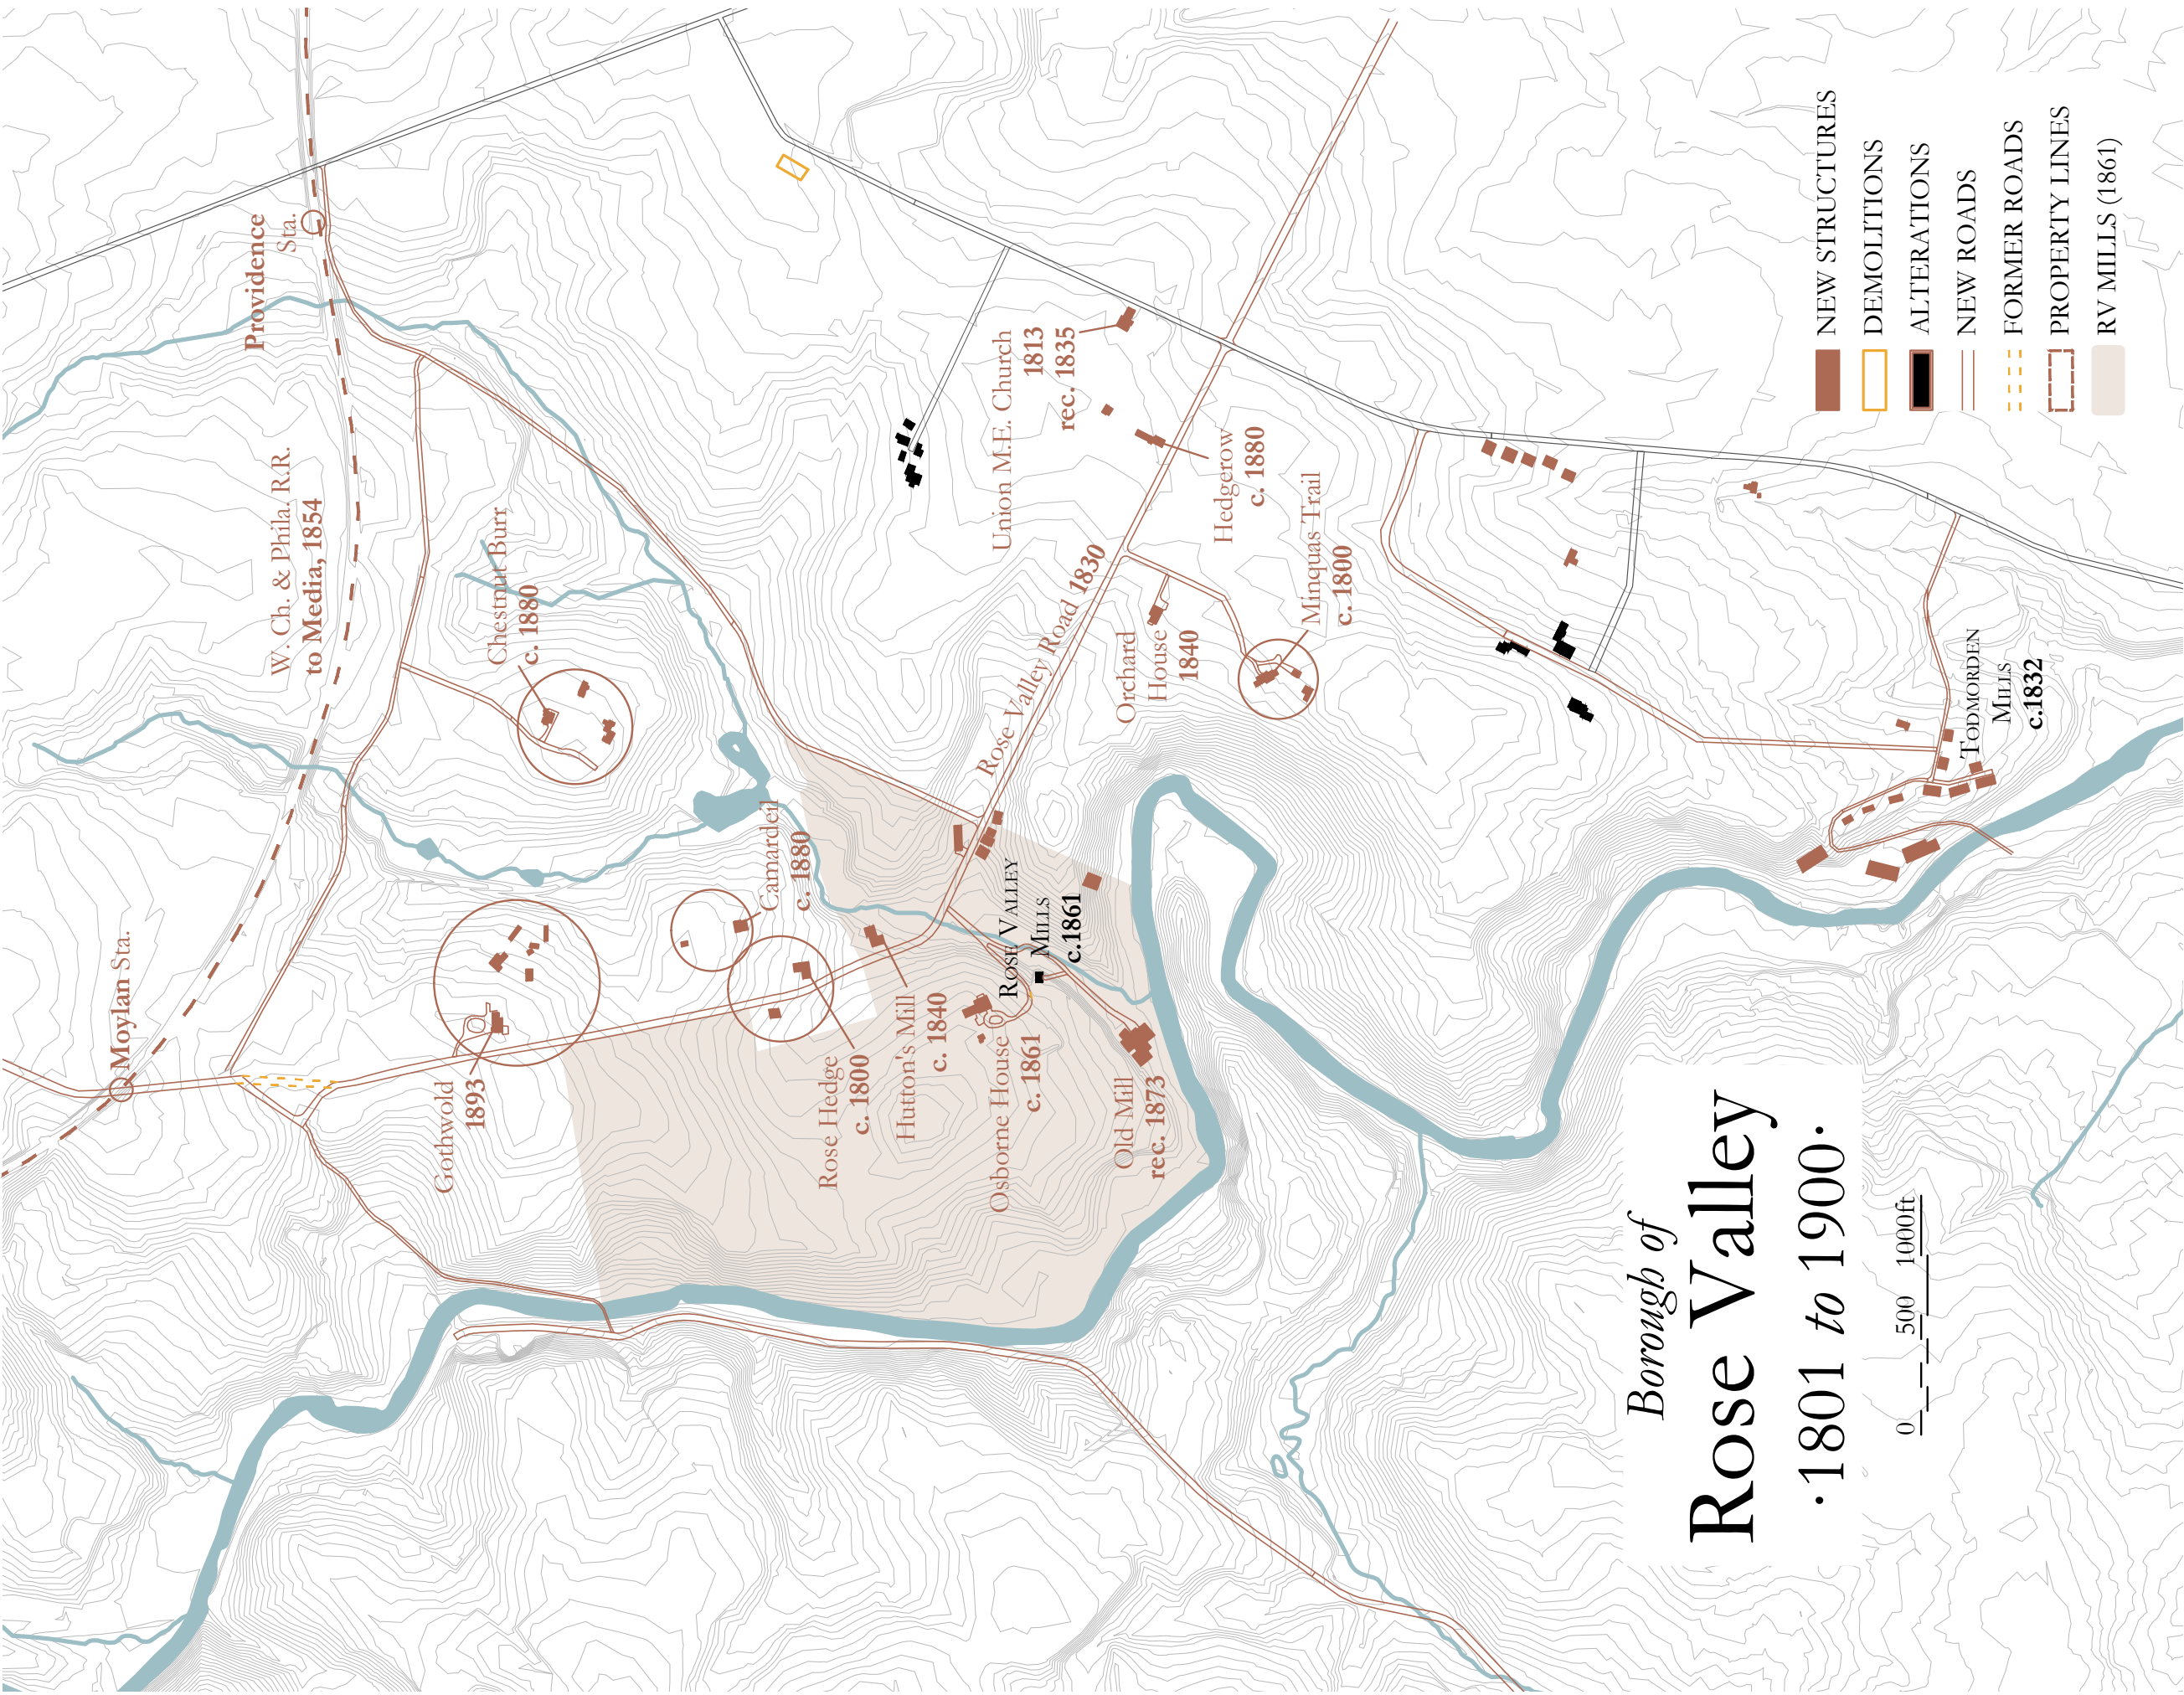 Borough of
Rose Valley
·1801 to 1900·
0 500 1000ft
NEW STRUCTURES
DEMOLITIONS
ALTERATIONS
NEW ROADS
FORMER ROADS
PROPERTY LINES
RV MILLS (1861)
Moylan Sta.
Providence
Sta.
W. Ch. & Phila. R.R.
to Media, 1854
Gothwold
1893
Chestnut Burr
c. 1880
Camardeil
c. 1880
Rose Hedge
c. 1800
Hutton's Mill
c. 1840
Osborne House
c. 1861
Rose Valley
Mills
c.1861
Old Mill
rec. 1873
Rose Valley Road 1830
Union M.E. Church
1813
rec. 1835
Orchard
House
1840
Hedgerow
c. 1880
Minquas Trail
c. 1800
Todmorden
Mills
c.1832